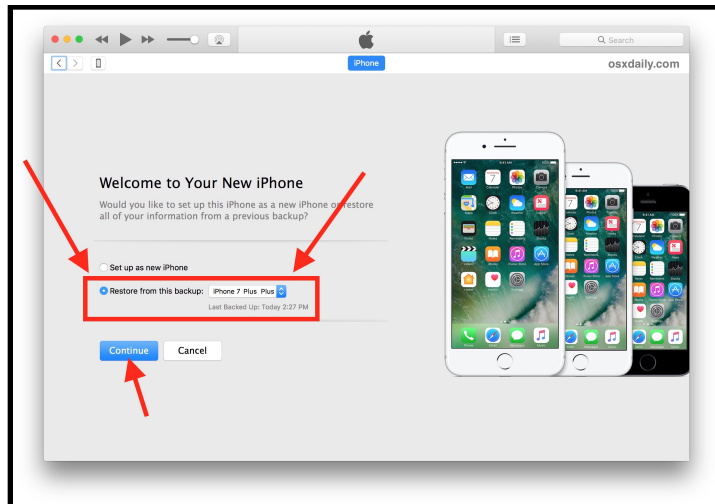 Search
iPhone
osxdaily.com
Welcome to Your New iPhone
Would you like to set up this iPhone as a new iPhone or restore
all of your information from a previous backup?
Set up as new iPhone
Restore from this backup: iPhone 7 Plus Plus
Last Backed Up: Today 2:27 PM
Continue Cancel